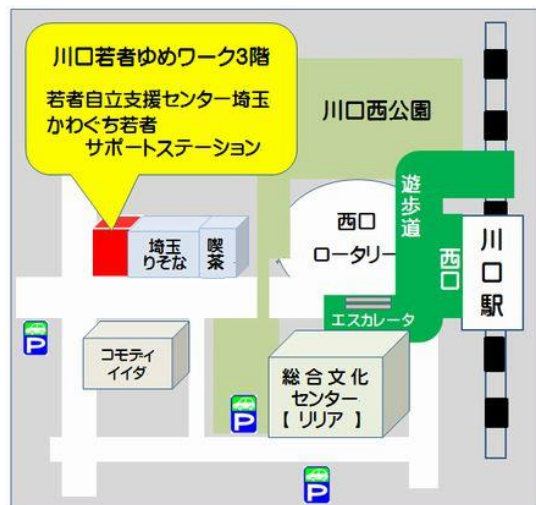 川口若者ゆめワーク3階
若者自立支援センター埼玉
かわぐち若者
サポートステーション
川口西公園
遊歩道
西口
ロータリー
西口
川口駅
埼玉
りそな
喫茶
エスカレータ
コモディ
イイダ
総合文化
センター
【リリア】
P
P
P